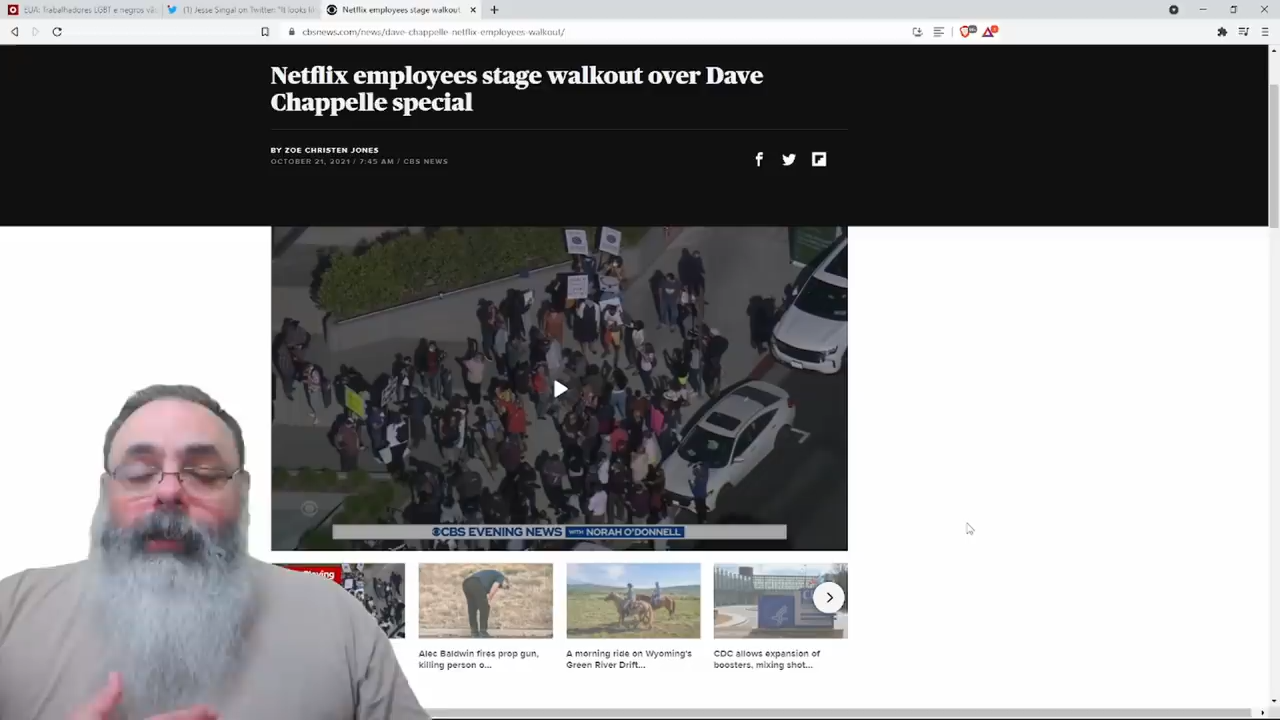 EUA: Trabalhadores LGBT e negros vã
(1) Jesse Singal on Twitter: "It looks li
Netflix employees stage walkout
cbsnews.com/news/dave-chappelle-netflix-employees-walkout/
Netflix employees stage walkout over Dave
Chappelle special
BY ZOE CHRISTEN JONES
OCTOBER 21, 2021 / 7:45 AM / CBS NEWS
CBS EVENING NEWS WITH NORAH O'DONNELL
Alec Baldwin fires prop gun,
killing person o...
A morning ride on Wyoming's
Green River Drift...
CDC allows expansion of
boosters, mixing shot...